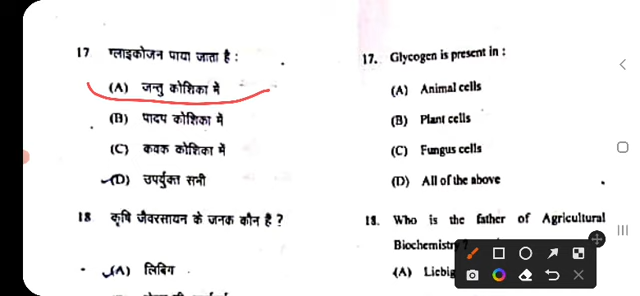 17 ग्लाइकोजन पाया जाता है :
(A) जन्तु कोशिका में
(B) पादप कोशिका में
(C) कवक कोशिका में
(D) उपर्युक्त सभी
18 कृषि जैवरसायन के जनक कौन है ?
(A) लिबिग
17. Glycogen is present in :
(A) Animal cells
(B) Plant cells
(C) Fungus cells
(D) All of the above
18. Who is the father of Agricultural
Biochemistry ?
(A) Liebig